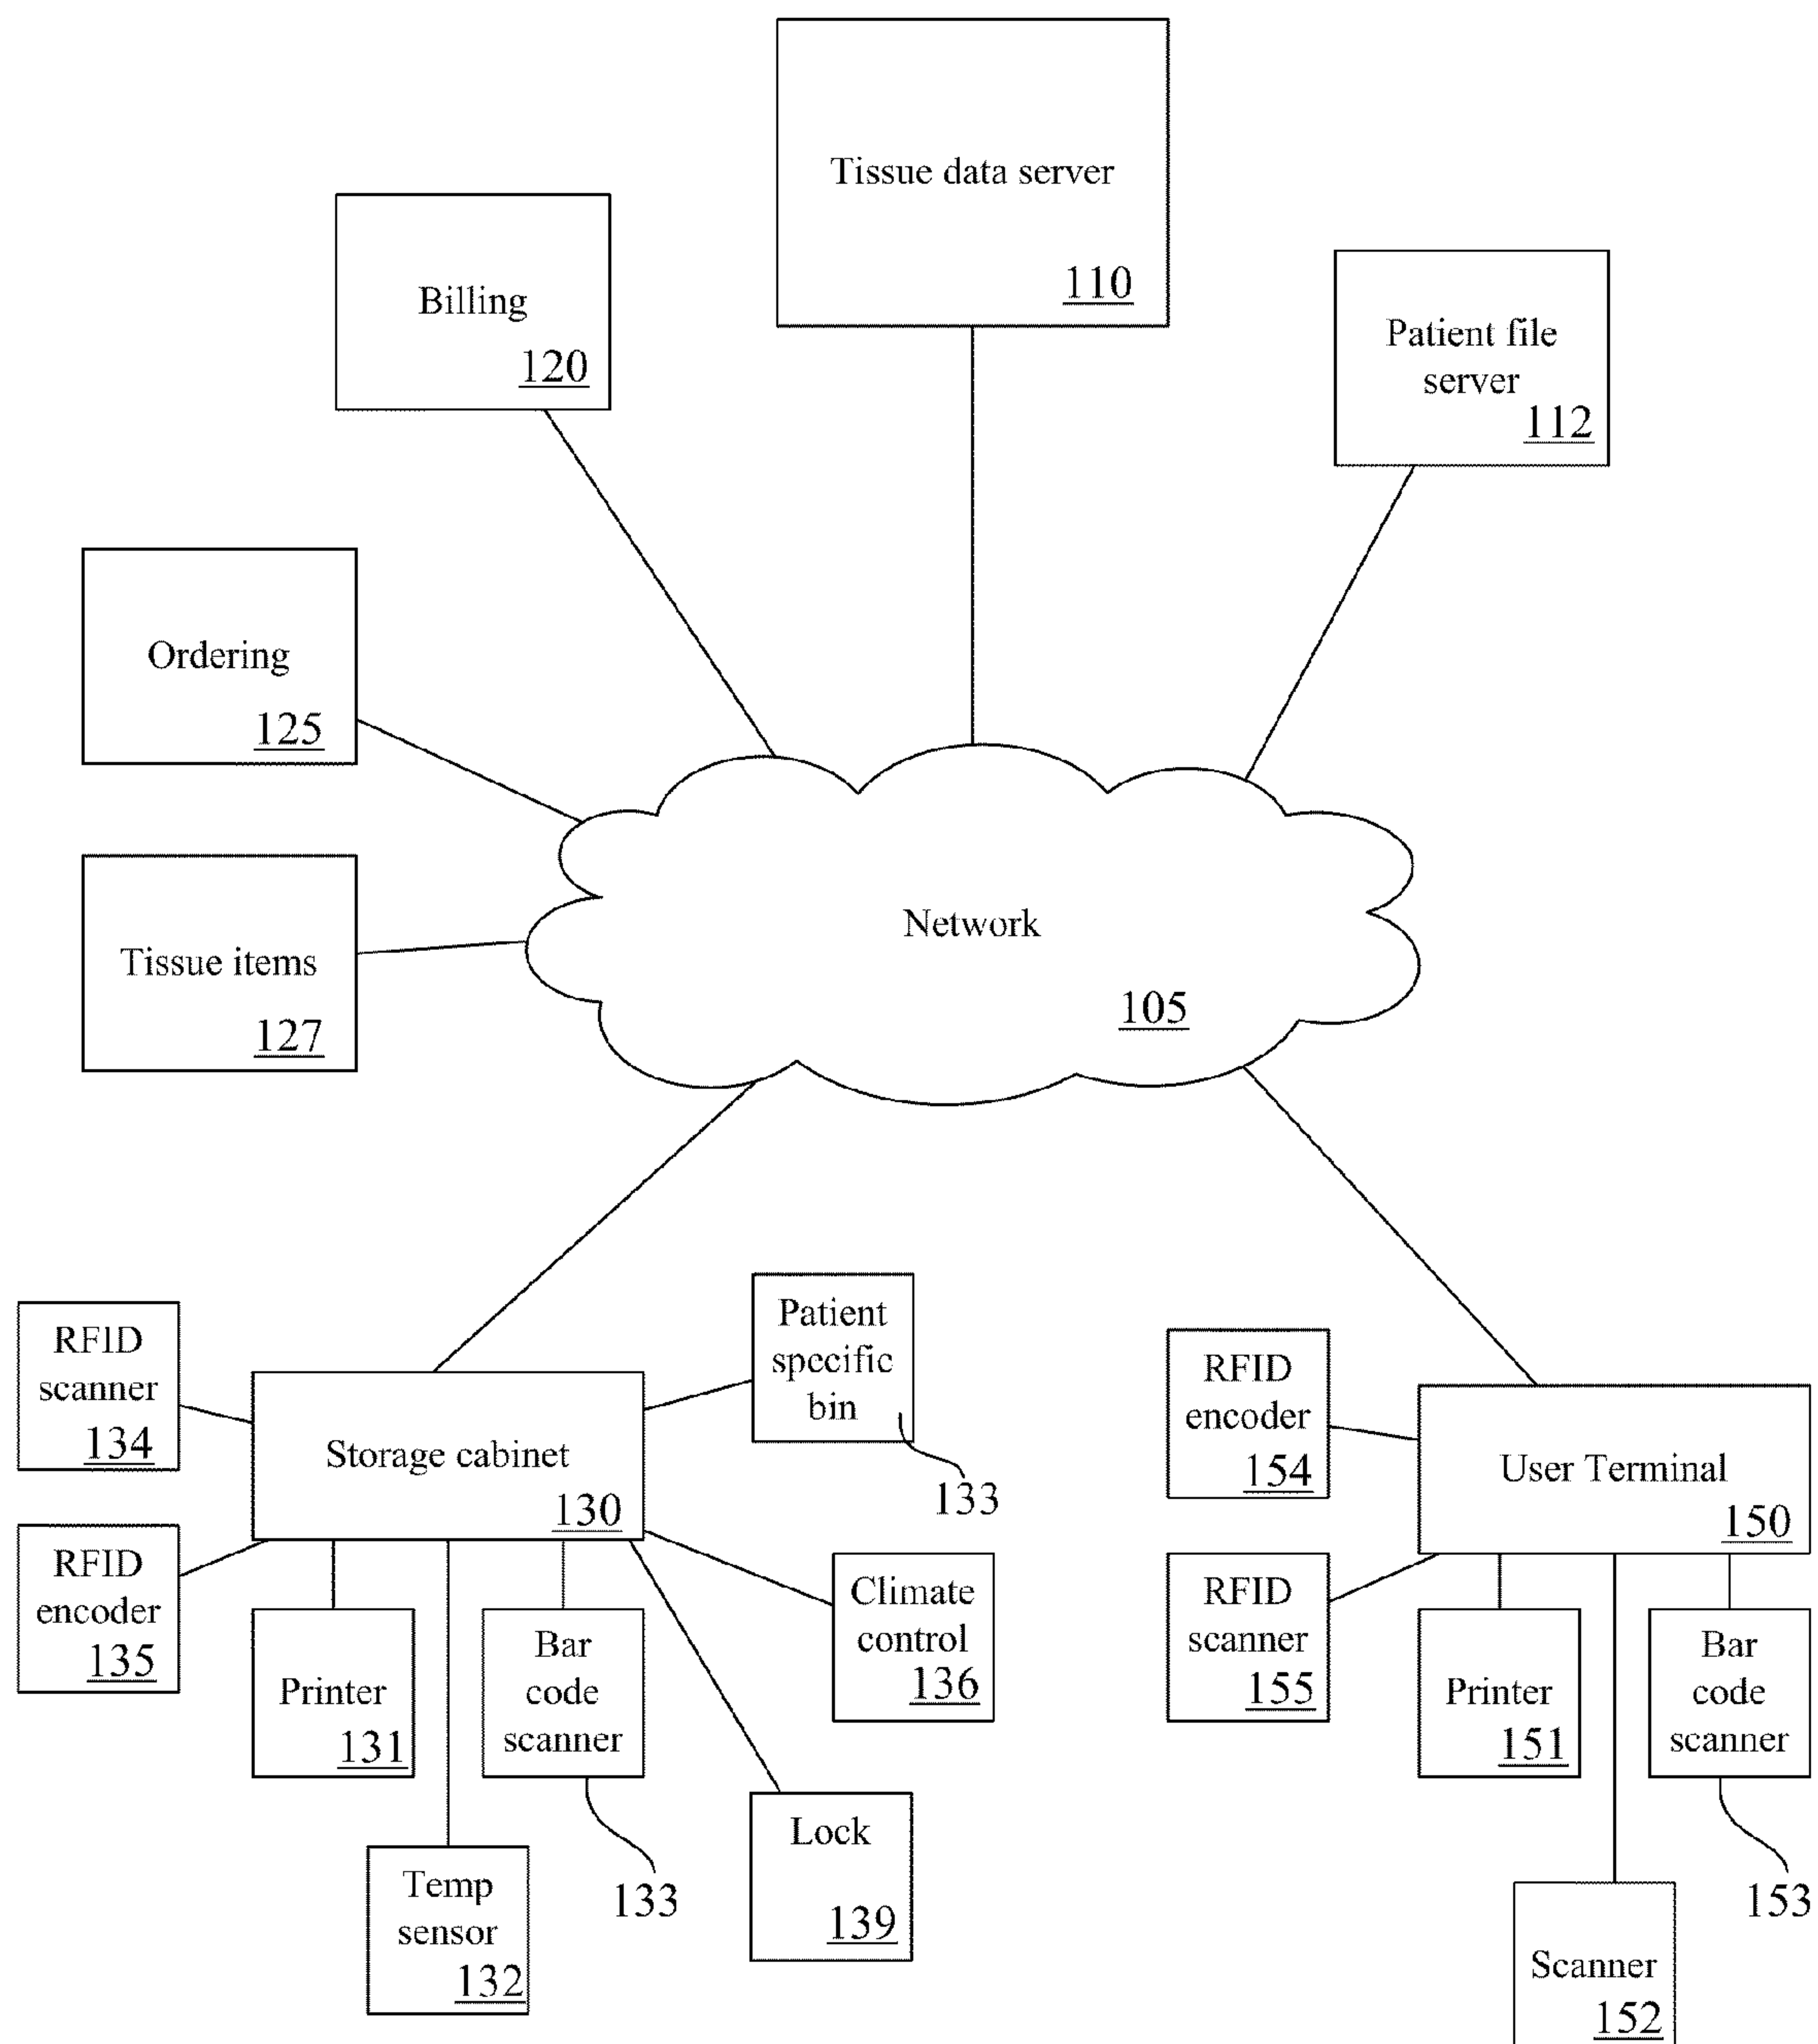 Tissue data server
110
Billing
120
Patient file
server
112
Ordering
125
Tissue items
127
Network
105
Patient
specific
bin
133
RFID
scanner
134
Storage cabinet
130
RFID
encoder
135
Printer
131
Temp
sensor
132
Bar
code
scanner
133
Lock
139
Climate
control
136
RFID
encoder
154
User Terminal
150
RFID
scanner
155
Printer
151
Bar
code
scanner
153
Scanner
152